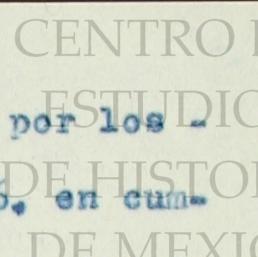 CENTRO
ESTUDIO
por los -
DE HISTO
en cum-
DE MEXIC